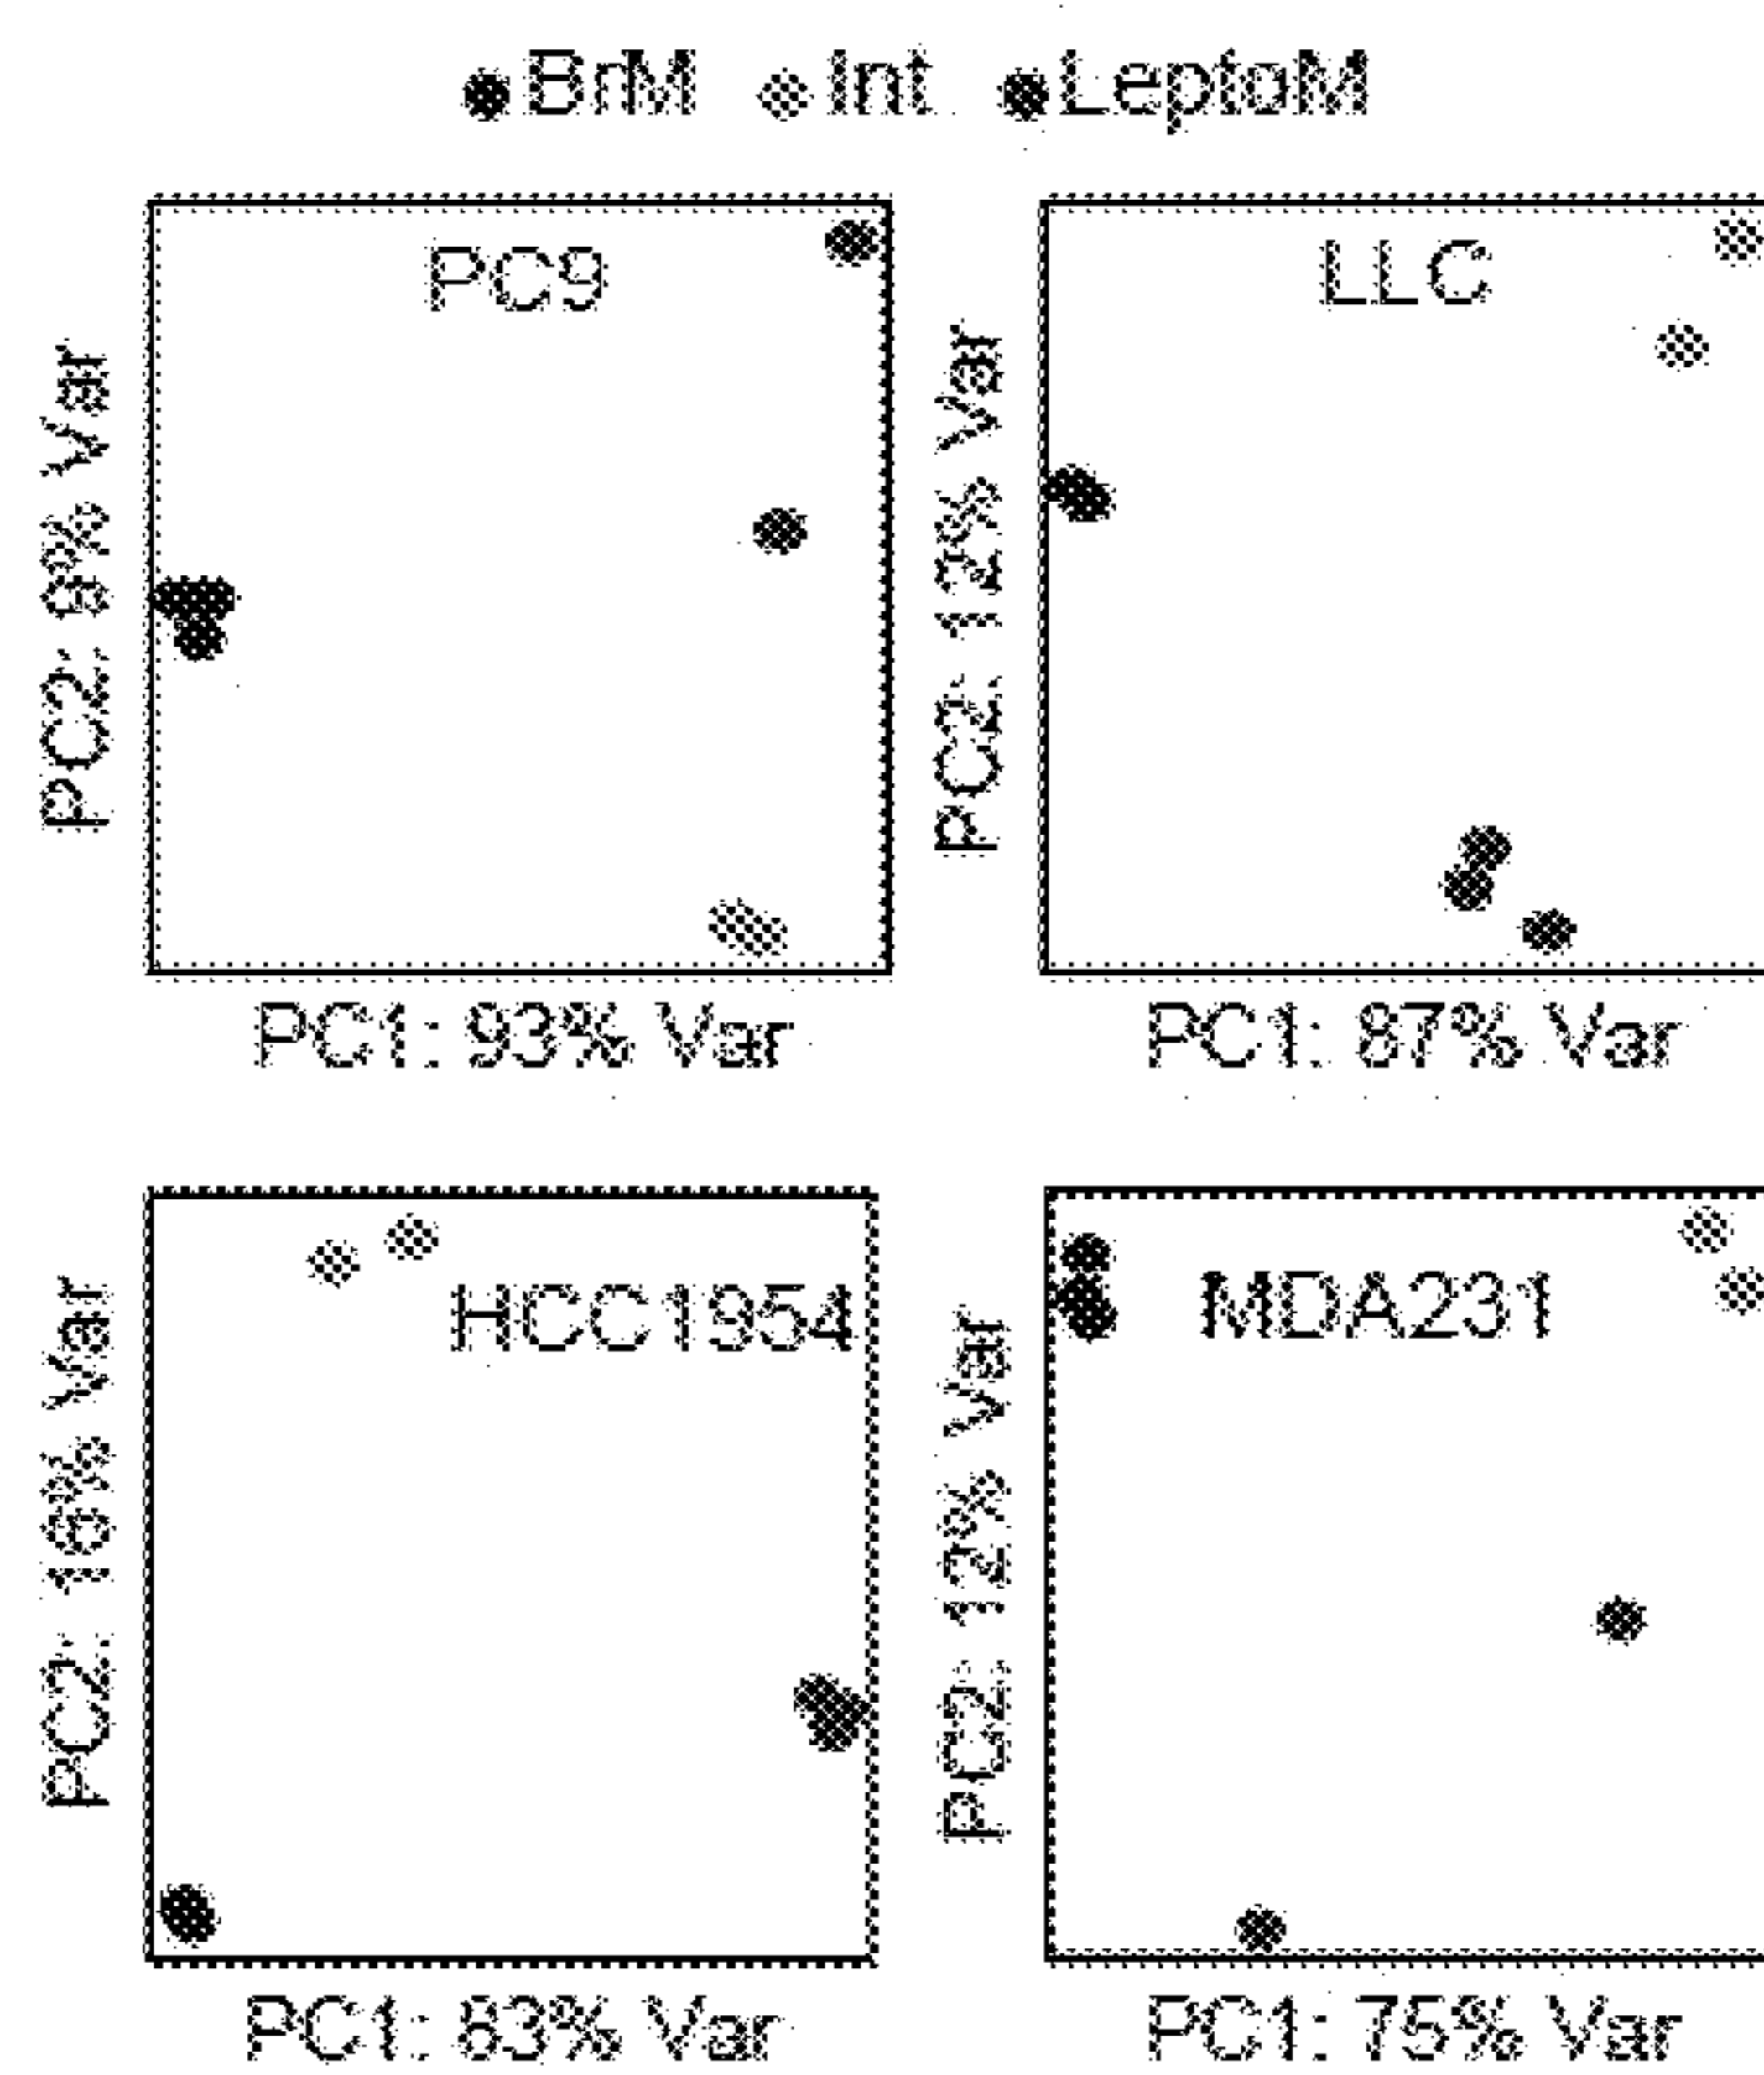 BrM Int LeptoM
PC9
PC2: 8% Var
PC1: 93% Var
LLC
PC2: 12% Var
PC1: 87% Var
HCC1954
PC2: 16% Var
PC1: 83% Var
MDA231
PC2: 12% Var
PC1: 75% Var